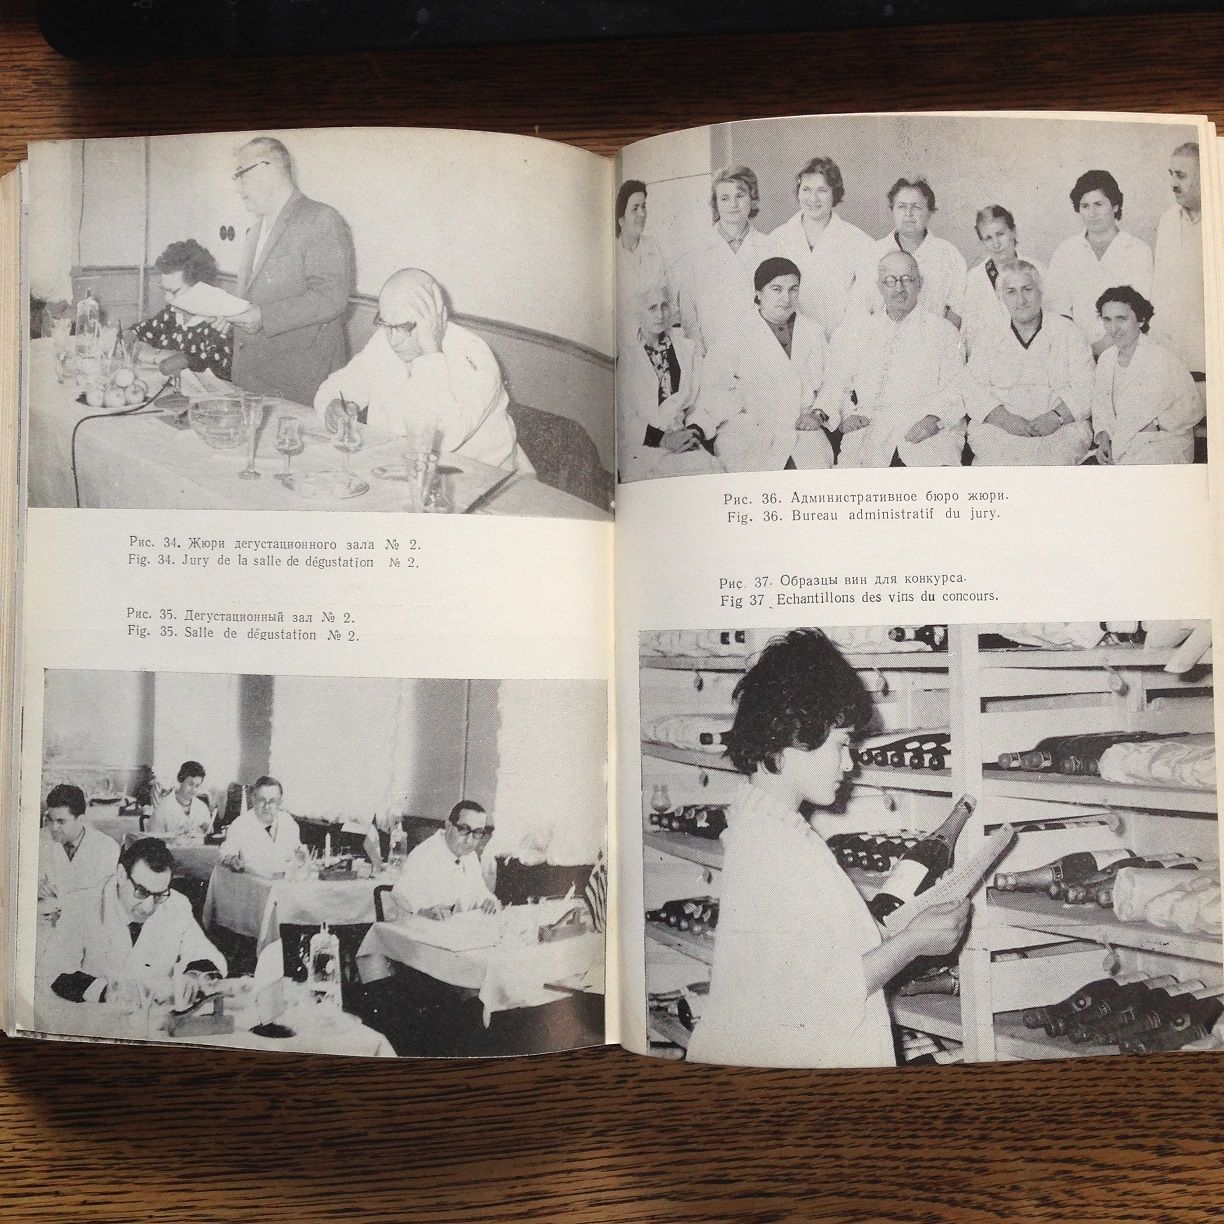 Рис. 34. Жюри дегустационного зала № 2.
Fig. 34. Jury de la salle de dégustation № 2.
Рис. 35. Дегустационный зал № 2.
Fig. 35. Salle de dégustation № 2.
Рис. 36. Административное бюро жюри.
Fig. 36. Bureau administratif du jury.
Рис. 37. Образцы вин для конкурса.
Fig 37 Echantillons des vins du concours.